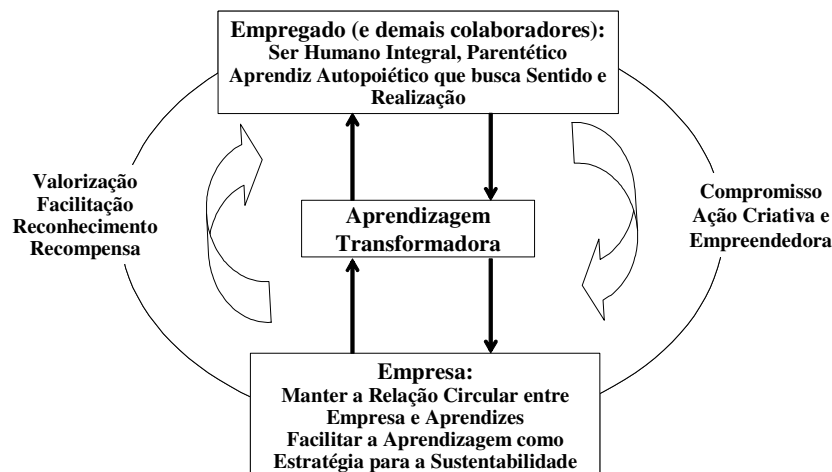 Empregado (e demais colaboradores):
Ser Humano Integral, Parentético
Aprendiz Autopoiético que busca Sentido e
Realização
Valorização
Facilitação
Reconhecimento
Recompensa
Aprendizagem
Transformadora
Compromisso
Ação Criativa e
Empreendedora
Empresa:
Manter a Relação Circular entre
Empresa e Aprendizes
Facilitar a Aprendizagem como
Estratégia para a Sustentabilidade